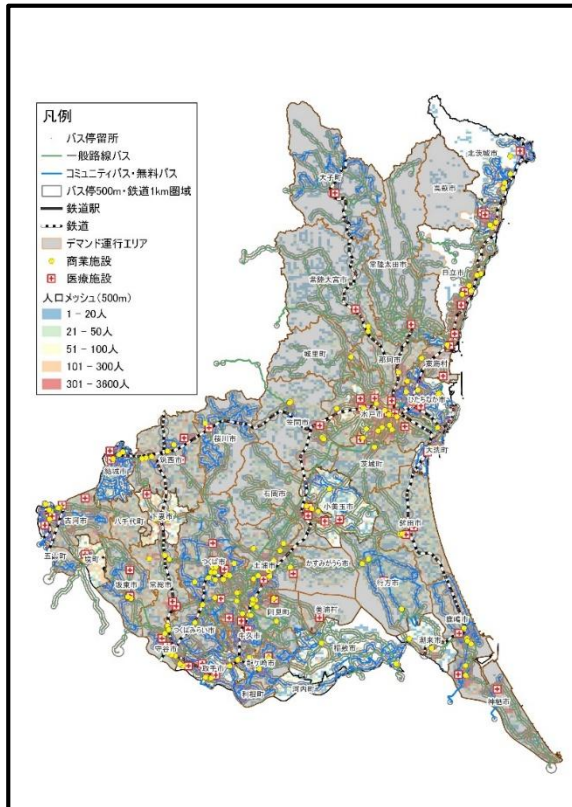 凡例
バス停留所
一般路線バス
コミュニティバス・無料バス
バス停500m・鉄道1km圏域
鉄道駅
鉄道
デマンド運行エリア
商業施設
医療施設
人口メッシュ(500m)
1 - 20人
21 - 50人
51 - 100人
101 - 300人
301 - 3600人
北茨城市
大子町
高萩市
常陸太田市
常陸大宮市
日立市
城里町
那珂市
東海村
ひたちなか市
水戸市
笠間市
桜川市
大洗町
筑西市
茨城町
結城市
石岡市
小美玉市
下妻市
八千代町
古河市
鉾田市
五霞町
境町
つくば市
土浦市
かすみがうら市
坂東市
常総市
行方市
阿見町
美浦村
つくばみらい市
牛久市
鹿嶋市
守谷市
稲敷市
潮来市
取手市
龍ケ崎市
利根町
河内町
神栖市